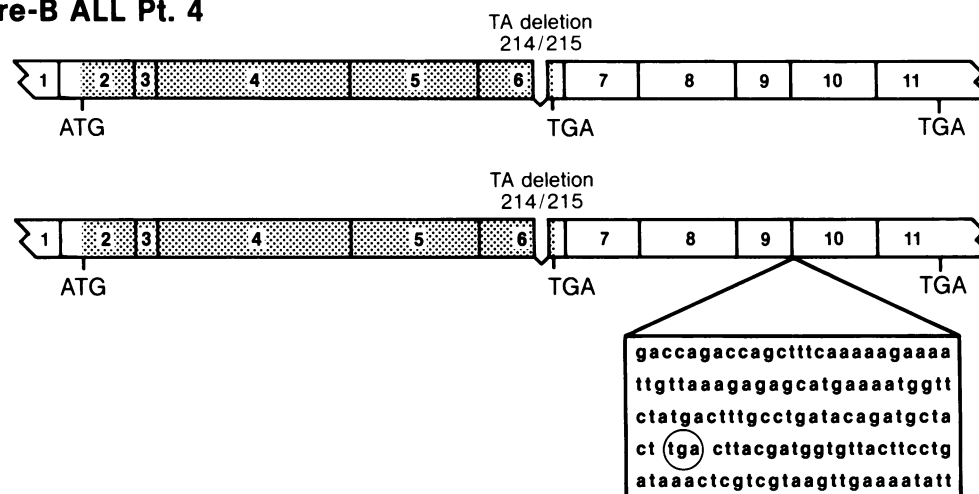 re-B ALL Pt. 4
TA deletion
214/215
1 2 3 4 5 6 7 8 9 10 11
ATG TGA TGA
TA deletion
214/215
1 2 3 4 5 6 7 8 9 10 11
ATG TGA TGA
gaccagaccagctttcaaaaagaaaa
ttgttaaagagagcatgaaaatggtt
ctatgactttgcctgatacagatgcta
ct tga cttacgatggtgttacttcctg
ataaactcgtcgtaagttgaaaatatt